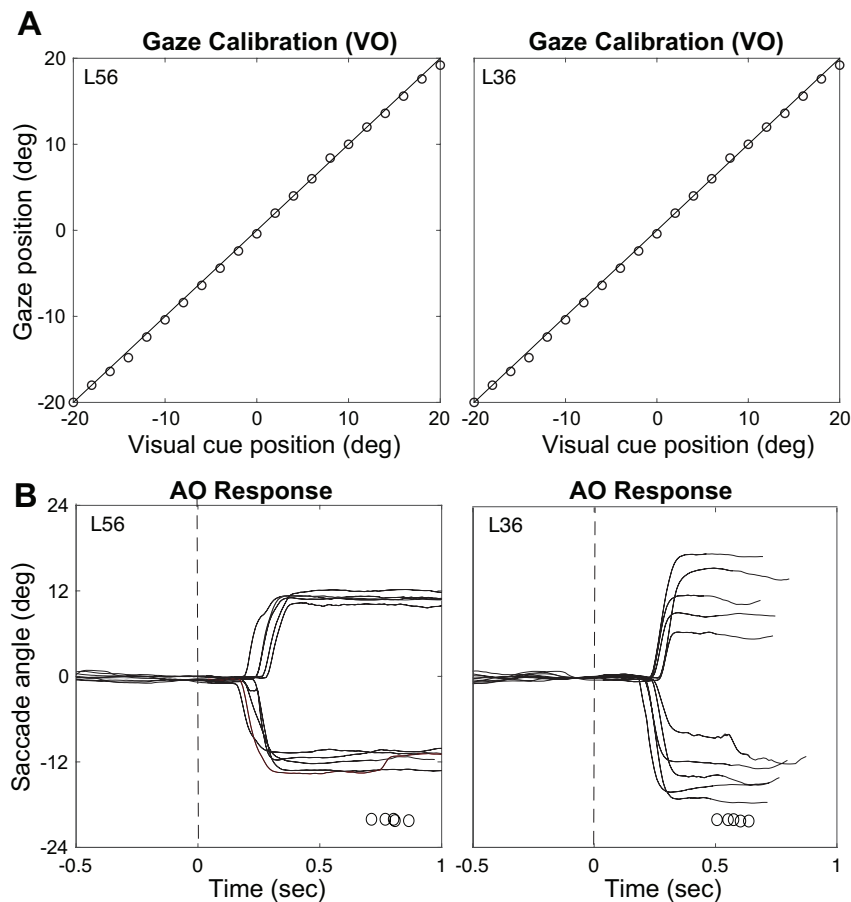 A
Gaze Calibration (VO)
Gaze Calibration (VO)
L56
L36
20
10
0
-10
-20
Gaze position (deg)
-20 -10 0 10 20
-20 -10 0 10 20
Visual cue position (deg)
Visual cue position (deg)
B
AO Response
AO Response
L56
L36
24
12
0
-12
-24
Saccade angle (deg)
-0.5 0 0.5 1
-0.5 0 0.5 1
Time (sec)
Time (sec)